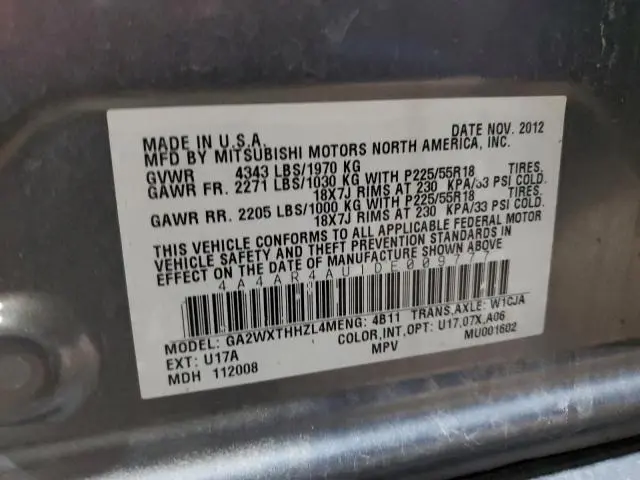 MADE IN U.S.A. DATE NOV. 2012
MFD BY MITSUBISHI MOTORS NORTH AMERICA, INC.
GVWR 4343 LBS/1970 KG
GAWR FR. 2271 LBS/1030 KG WITH P225/55R18 TIRES,
18X7J RIMS AT 230 KPA/33 PSI COLD.
GAWR RR. 2205 LBS/1000 KG WITH P225/55R18 TIRES,
18X7J RIMS AT 230 KPA/33 PSI COLD.
THIS VEHICLE CONFORMS TO ALL APPLICABLE FEDERAL MOTOR
VEHICLE SAFETY AND THEFT PREVENTION STANDARDS IN
EFFECT ON THE DATE OF MANUFACTURE SHOWN ABOVE
4A4AR4AU1DE009777
MODEL: GA2WXTHHZL4M ENG: 4B11 TRANS,AXLE: W1CJA
EXT: U17A COLOR,INT,OPT: U17,07X,A06
MDH 112008 MPV MU001602